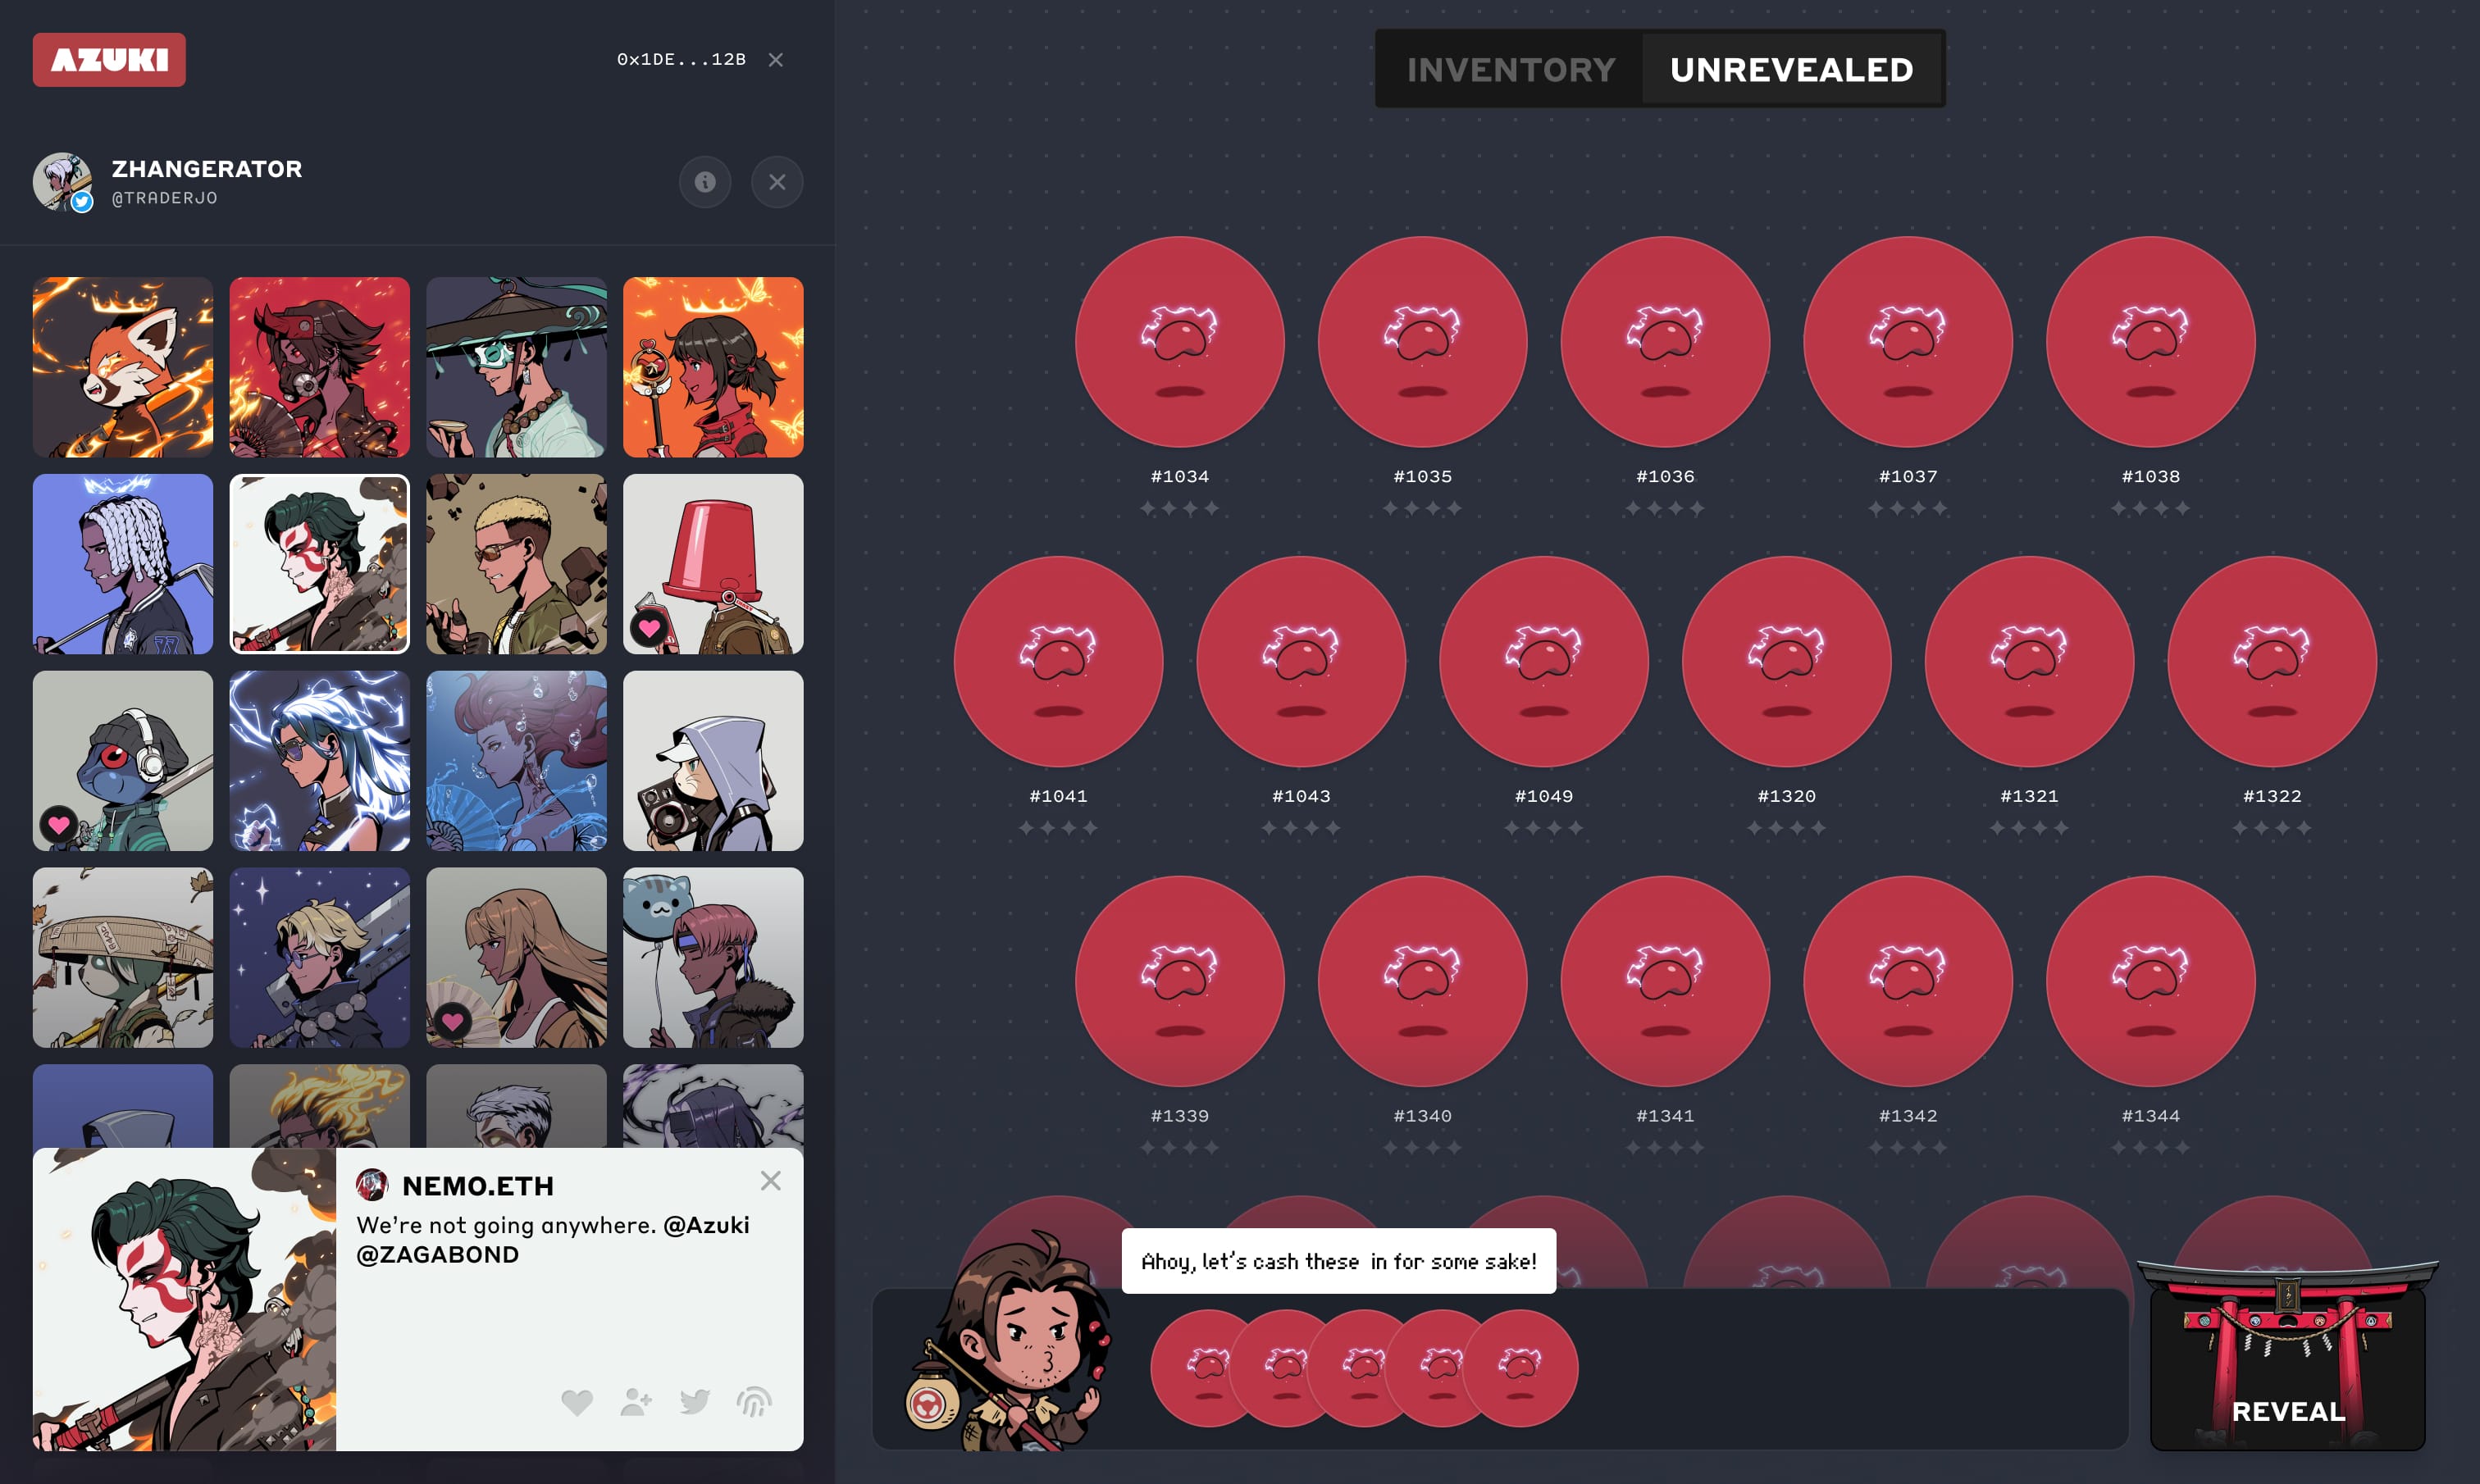 AZUKI
0x1DE...12B
ZHANGERATOR
@TRADERJO
INVENTORY UNREVEALED
#1034 #1035 #1036 #1037 #1038
#1041 #1043 #1049 #1320 #1321 #1322
#1339 #1340 #1341 #1342 #1344
NEMO.ETH
We're not going anywhere. @Azuki
@ZAGABOND
Ahoy, let's cash these in for some sake!
REVEAL